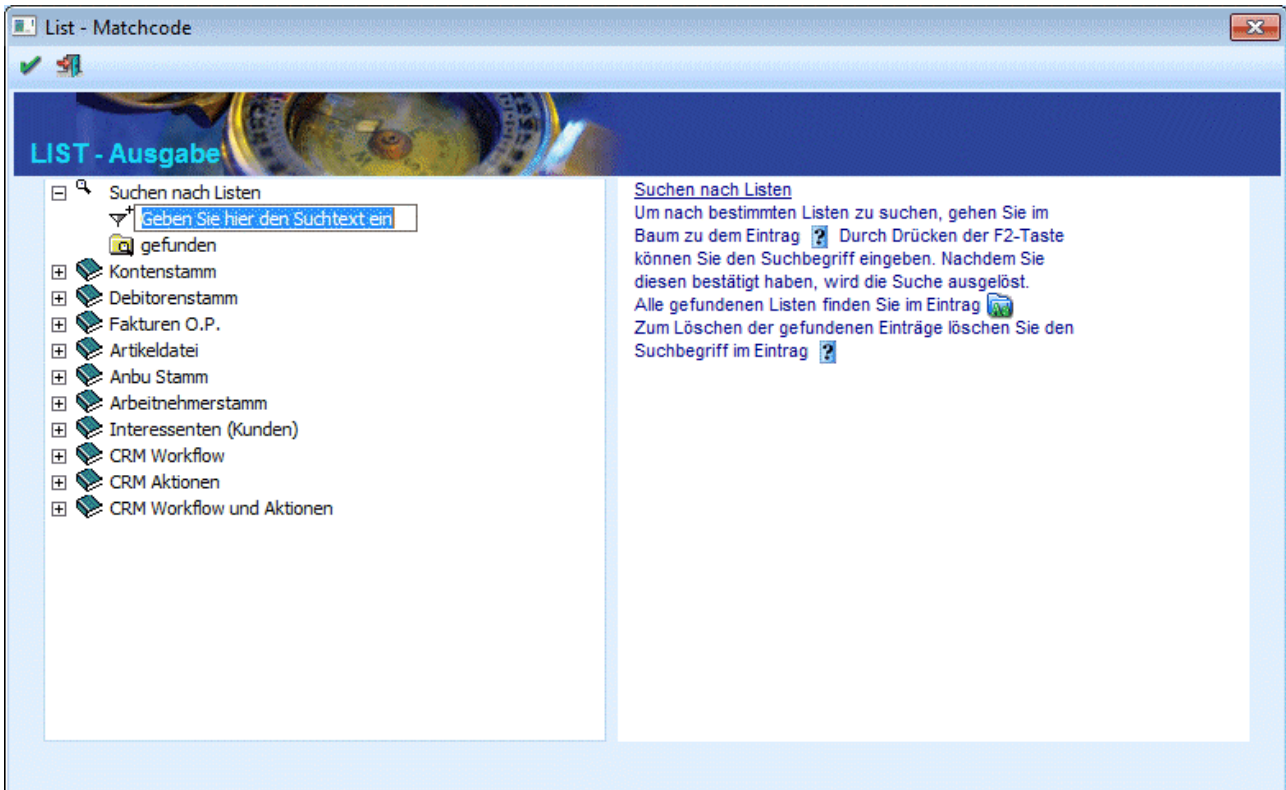 List - Matchcode
LIST - Ausgabe
Suchen nach Listen
Geben Sie hier den Suchtext ein
gefunden
Kontenstamm
Debitorenstamm
Fakturen O.P.
Artikeldatei
Anbu Stamm
Arbeitnehmerstamm
Interessenten (Kunden)
CRM Workflow
CRM Aktionen
CRM Workflow und Aktionen
Suchen nach Listen
Um nach bestimmten Listen zu suchen, gehen Sie im
Baum zu dem Eintrag ? Durch Drücken der F2-Taste
können Sie den Suchbegriff eingeben. Nachdem Sie
diesen bestätigt haben, wird die Suche ausgelöst.
Alle gefundenen Listen finden Sie im Eintrag
Zum Löschen der gefundenen Einträge löschen Sie den
Suchbegriff im Eintrag ?